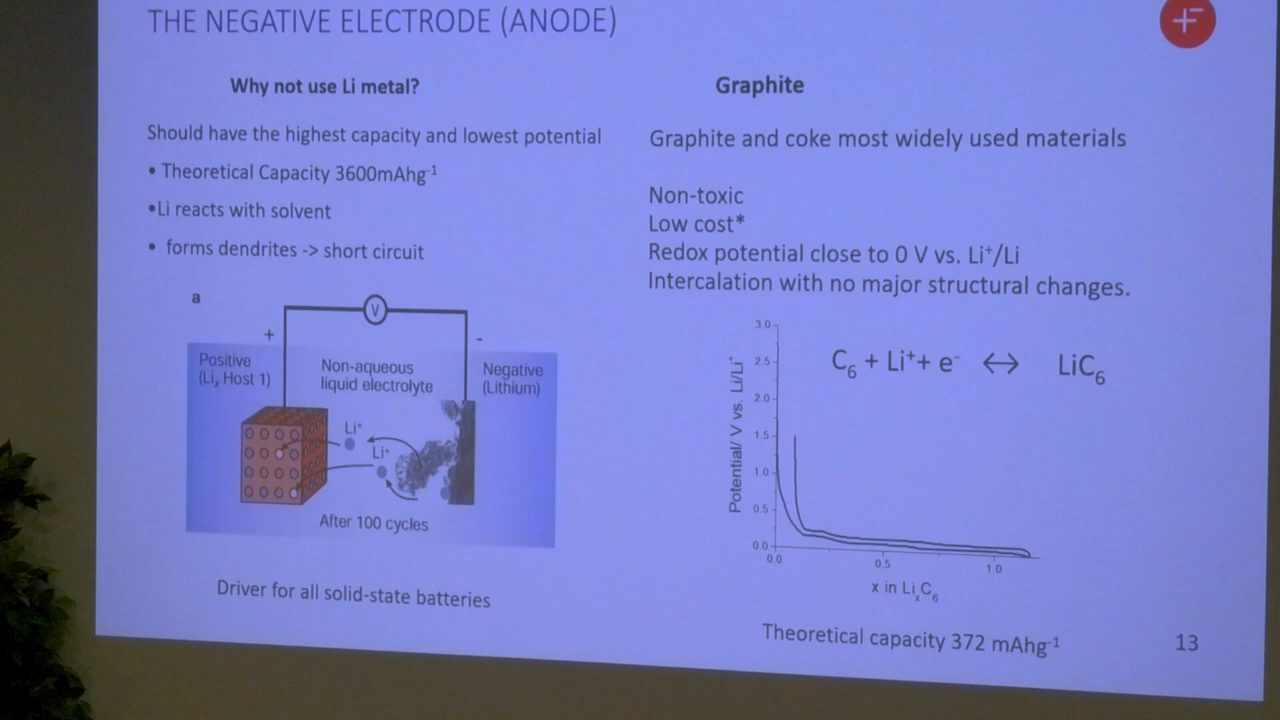 THE NEGATIVE ELECTRODE (ANODE)
Why not use Li metal?
Should have the highest capacity and lowest potential
• Theoretical Capacity 3600mAhg⁻¹
•Li reacts with solvent
• forms dendrites -> short circuit
a
V
+
-
Positive
(Liₓ Host 1)
Non-aqueous
liquid electrolyte
Negative
(Lithium)
Li⁺
Li⁺
After 100 cycles
Driver for all solid-state batteries
Graphite
Graphite and coke most widely used materials
Non-toxic
Low cost*
Redox potential close to 0 V vs. Li⁺/Li
Intercalation with no major structural changes.
C₆ + Li⁺+ e⁻ ↔ LiC₆
Potential/ V vs. Li/Li⁺
3.0
2.5
2.0
1.5
1.0
0.5
0.0
0.0 0.5 1.0
x in LiₓC₆
Theoretical capacity 372 mAhg⁻¹
13